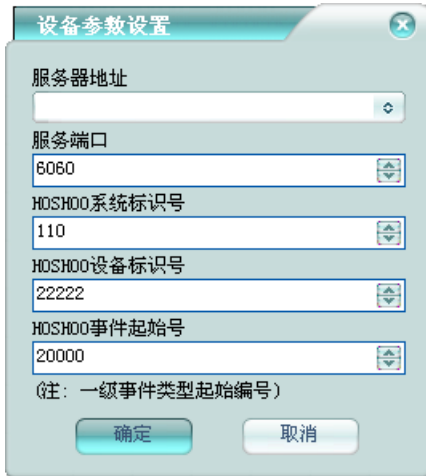 设备参数设置
服务器地址
服务端口
6060
HOSHOO系统标识号
110
HOSHOO设备标识号
22222
HOSHOO事件起始号
20000
(注: 一级事件类型起始编号)
确定 取消